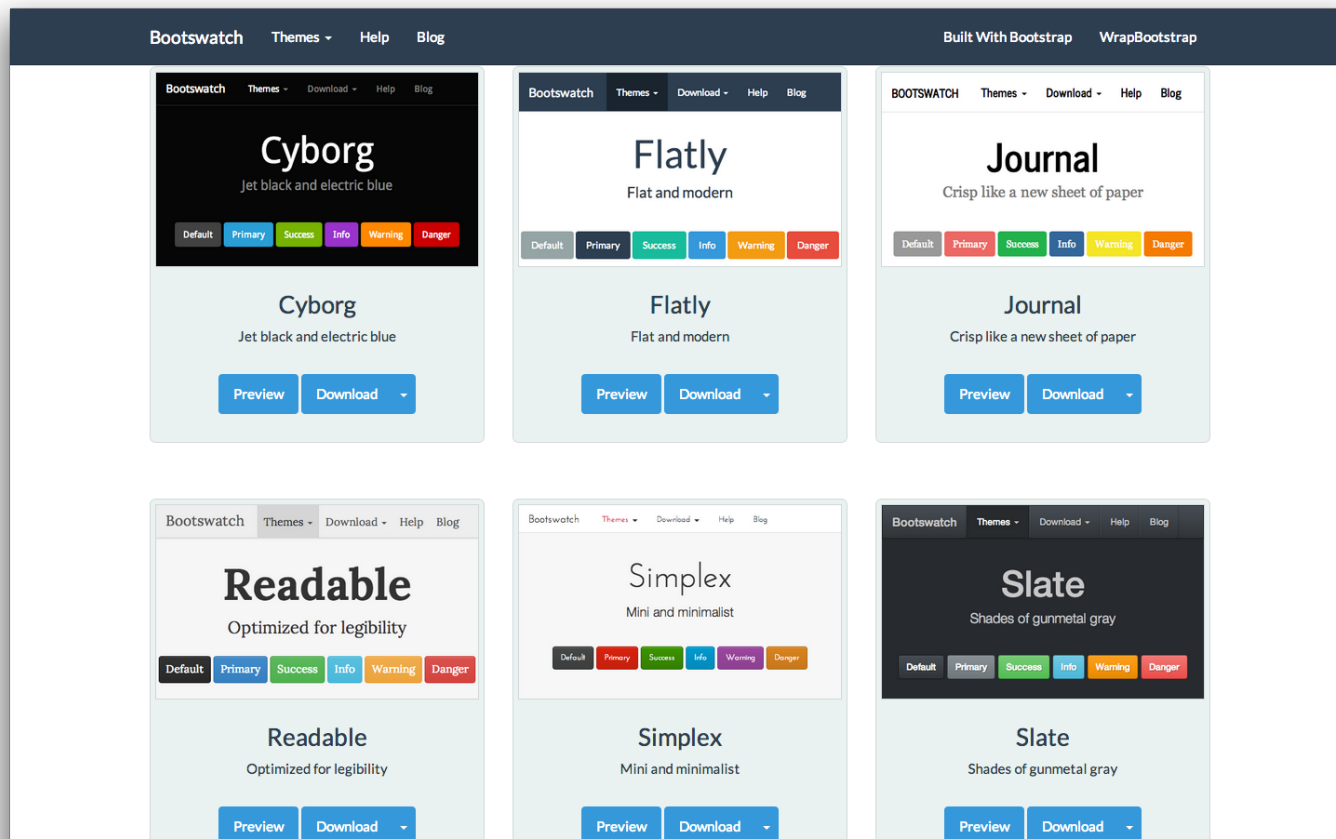 Bootswatch Themes Help Blog Built With Bootstrap WrapBootstrap
Bootswatch Themes Download Help Blog
Cyborg
Jet black and electric blue
Default Primary Success Info Warning Danger
Cyborg
Jet black and electric blue
Preview Download
Bootswatch Themes Download Help Blog
Flatly
Flat and modern
Default Primary Success Info Warning Danger
Flatly
Flat and modern
Preview Download
BOOTSWATCH Themes Download Help Blog
Journal
Crisp like a new sheet of paper
Default Primary Success Info Warning Danger
Journal
Crisp like a new sheet of paper
Preview Download
Bootswatch Themes Download Help Blog
Readable
Optimized for legibility
Default Primary Success Info Warning Danger
Readable
Optimized for legibility
Preview Download
Bootswatch Themes Download Help Blog
Simplex
Mini and minimalist
Default Primary Success Info Warning Danger
Simplex
Mini and minimalist
Preview Download
Bootswatch Themes Download Help Blog
Slate
Shades of gunmetal gray
Default Primary Success Info Warning Danger
Slate
Shades of gunmetal gray
Preview Download